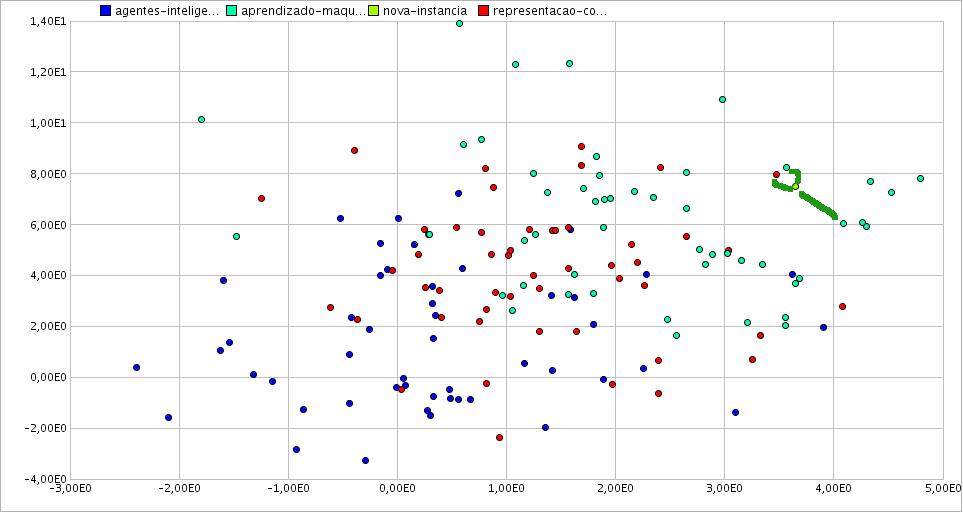 agentes-intelige... aprendizado-maqu... nova-instancia representacao-co...
1,40E1
1,20E1
1,00E1
8,00E0
6,00E0
4,00E0
2,00E0
0,00E0
-2,00E0
-4,00E0
-3,00E0 -2,00E0 -1,00E0 0,00E0 1,00E0 2,00E0 3,00E0 4,00E0 5,00E0